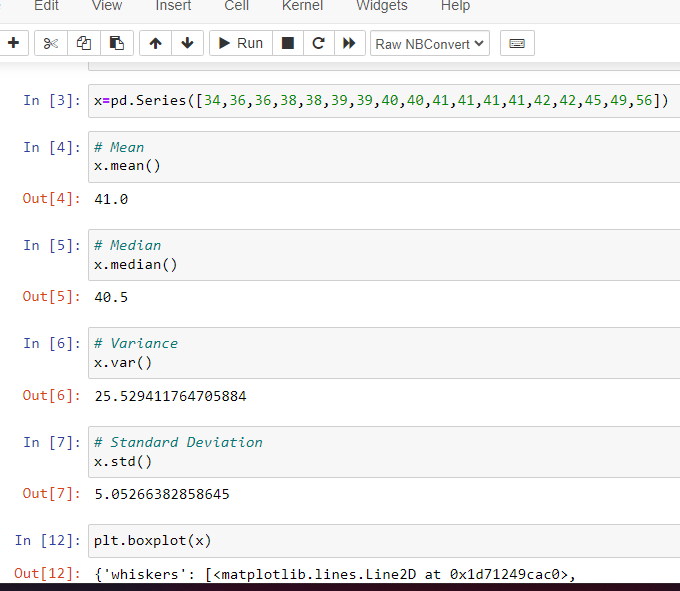 Edit View Insert Cell Kernel Widgets Help
Run Raw NBConvert
In [3]: x=pd.Series([34,36,36,38,38,39,39,40,40,41,41,41,41,42,42,45,49,56])
In [4]: # Mean
x.mean()
Out[4]: 41.0
In [5]: # Median
x.median()
Out[5]: 40.5
In [6]: # Variance
x.var()
Out[6]: 25.529411764705884
In [7]: # Standard Deviation
x.std()
Out[7]: 5.05266382858645
In [12]: plt.boxplot(x)
Out[12]: {'whiskers': [<matplotlib.lines.Line2D at 0x1d71249cac0>,